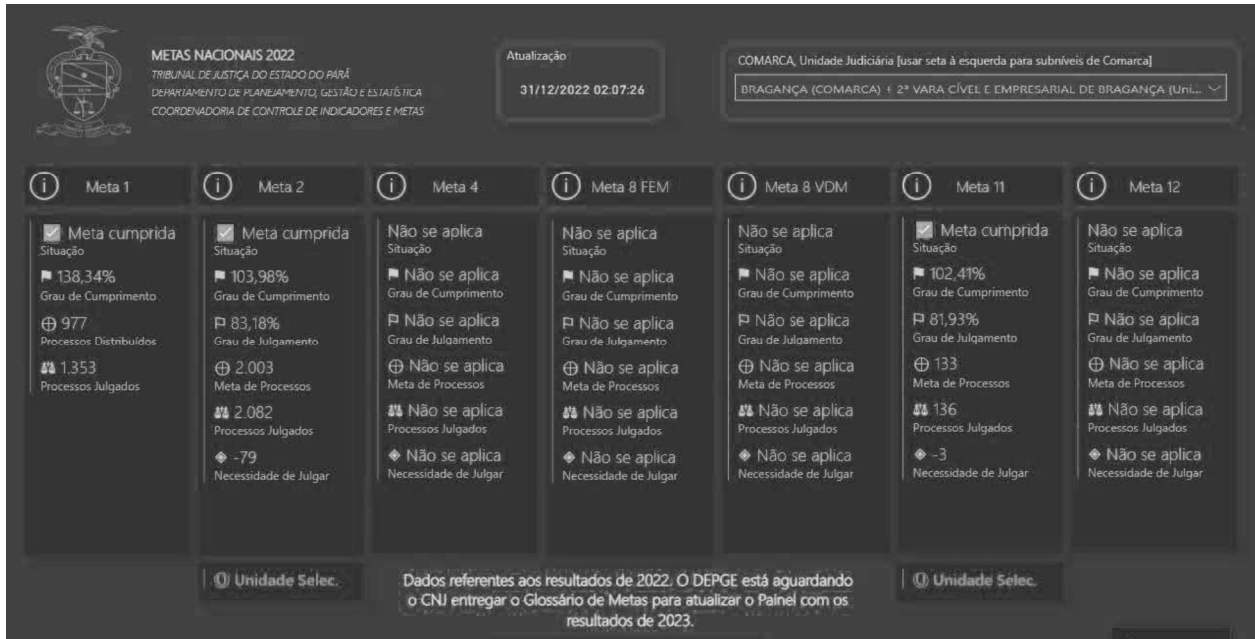 METAS NACIONAIS 2022
TRIBUNAL DE JUSTIÇA DO ESTADO DO PARÁ
DEPARTAMENTO DE PLANEJAMENTO, GESTÃO E ESTATÍSTICA
COORDENADORIA DE CONTROLE DE INDICADORES E METAS
Atualização
31/12/2022 02:07:26
COMARCA, Unidade Judiciária [usar seta à esquerda para subníveis de Comarca]
BRAGANÇA (COMARCA) + 2ª VARA CÍVEL E EMPRESARIAL DE BRAGANÇA (Uni...
Meta 1
Meta cumprida
Situação
138,34%
Grau de Cumprimento
977
Processos Distribuídos
1.353
Processos Julgados
Meta 2
Meta cumprida
Situação
103,98%
Grau de Cumprimento
83,18%
Grau de Julgamento
2.003
Meta de Processos
2.082
Processos Julgados
-79
Necessidade de Julgar
Unidade Selec.
Meta 4
Não se aplica
Situação
Não se aplica
Grau de Cumprimento
Não se aplica
Grau de Julgamento
Não se aplica
Meta de Processos
Não se aplica
Processos Julgados
Não se aplica
Necessidade de Julgar
Meta 8 FEM
Não se aplica
Situação
Não se aplica
Grau de Cumprimento
Não se aplica
Grau de Julgamento
Não se aplica
Meta de Processos
Não se aplica
Processos Julgados
Não se aplica
Necessidade de Julgar
Meta 8 VDM
Não se aplica
Situação
Não se aplica
Grau de Cumprimento
Não se aplica
Grau de Julgamento
Não se aplica
Meta de Processos
Não se aplica
Processos Julgados
Não se aplica
Necessidade de Julgar
Meta 11
Meta cumprida
Situação
102,41%
Grau de Cumprimento
81,93%
Grau de Julgamento
133
Meta de Processos
136
Processos Julgados
-3
Necessidade de Julgar
Unidade Selec.
Meta 12
Não se aplica
Situação
Não se aplica
Grau de Cumprimento
Não se aplica
Grau de Julgamento
Não se aplica
Meta de Processos
Não se aplica
Processos Julgados
Não se aplica
Necessidade de Julgar
Dados referentes aos resultados de 2022. O DEPGE está aguardando
o CNJ entregar o Glossário de Metas para atualizar o Painel com os
resultados de 2023.